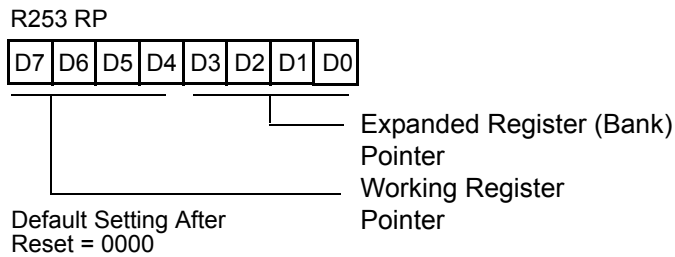 R253 RP
D7 D6 D5 D4 D3 D2 D1 D0
Expanded Register (Bank)
Pointer
Working Register
Pointer
Default Setting After
Reset = 0000